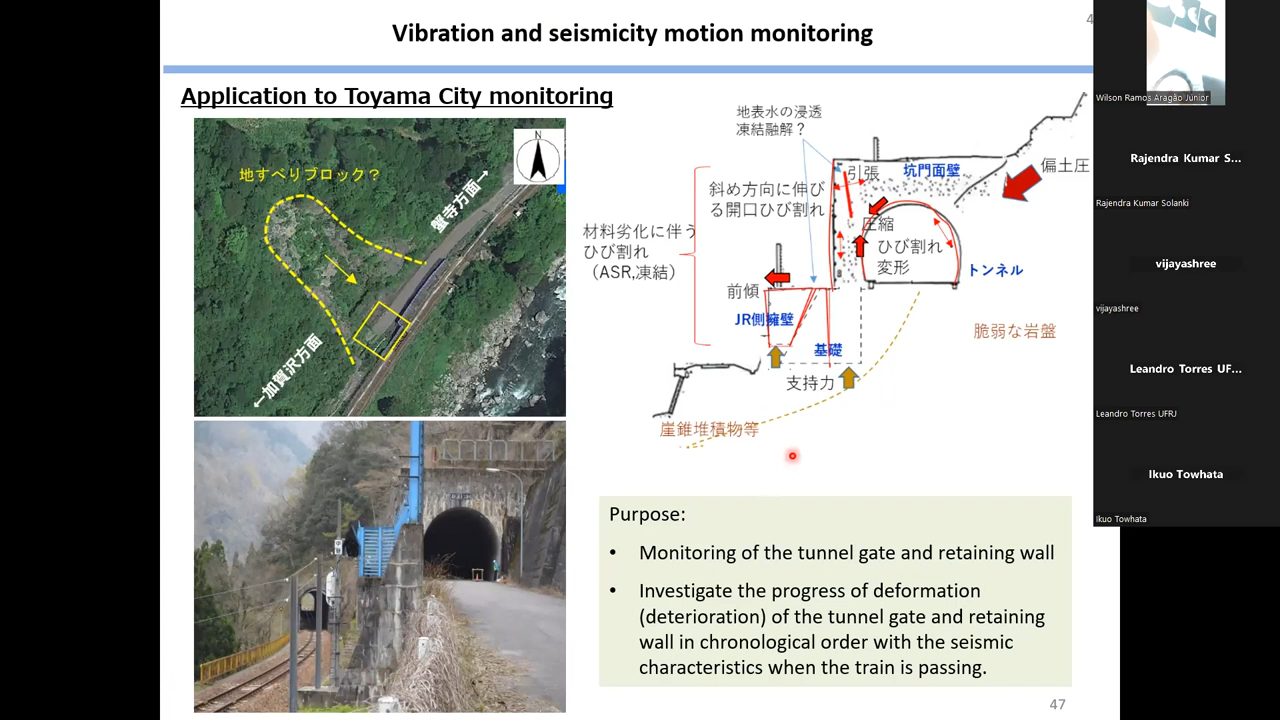 Vibration and seismicity motion monitoring
4
Application to Toyama City monitoring
N
地すべりブロック？
蟹寺方面→
←加賀沢方面
地表水の浸透
凍結融解？
引張
坑門面壁
偏土圧
斜め方向に伸び
る開口ひび割れ
圧縮
材料劣化に伴う
ひび割れ
（ASR,凍結）
ひび割れ
変形
トンネル
前傾
JR側擁壁
脆弱な岩盤
基礎
支持力
崖錐堆積物等
Purpose:
• Monitoring of the tunnel gate and retaining wall
• Investigate the progress of deformation
(deterioration) of the tunnel gate and retaining
wall in chronological order with the seismic
characteristics when the train is passing.
47
Wilson Ramos Aragão Júnior
Rajendra Kumar S...
Rajendra Kumar Solanki
vijayashree
vijayashree
Leandro Torres UF...
Leandro Torres UFRJ
Ikuo Towhata
Ikuo Towhata